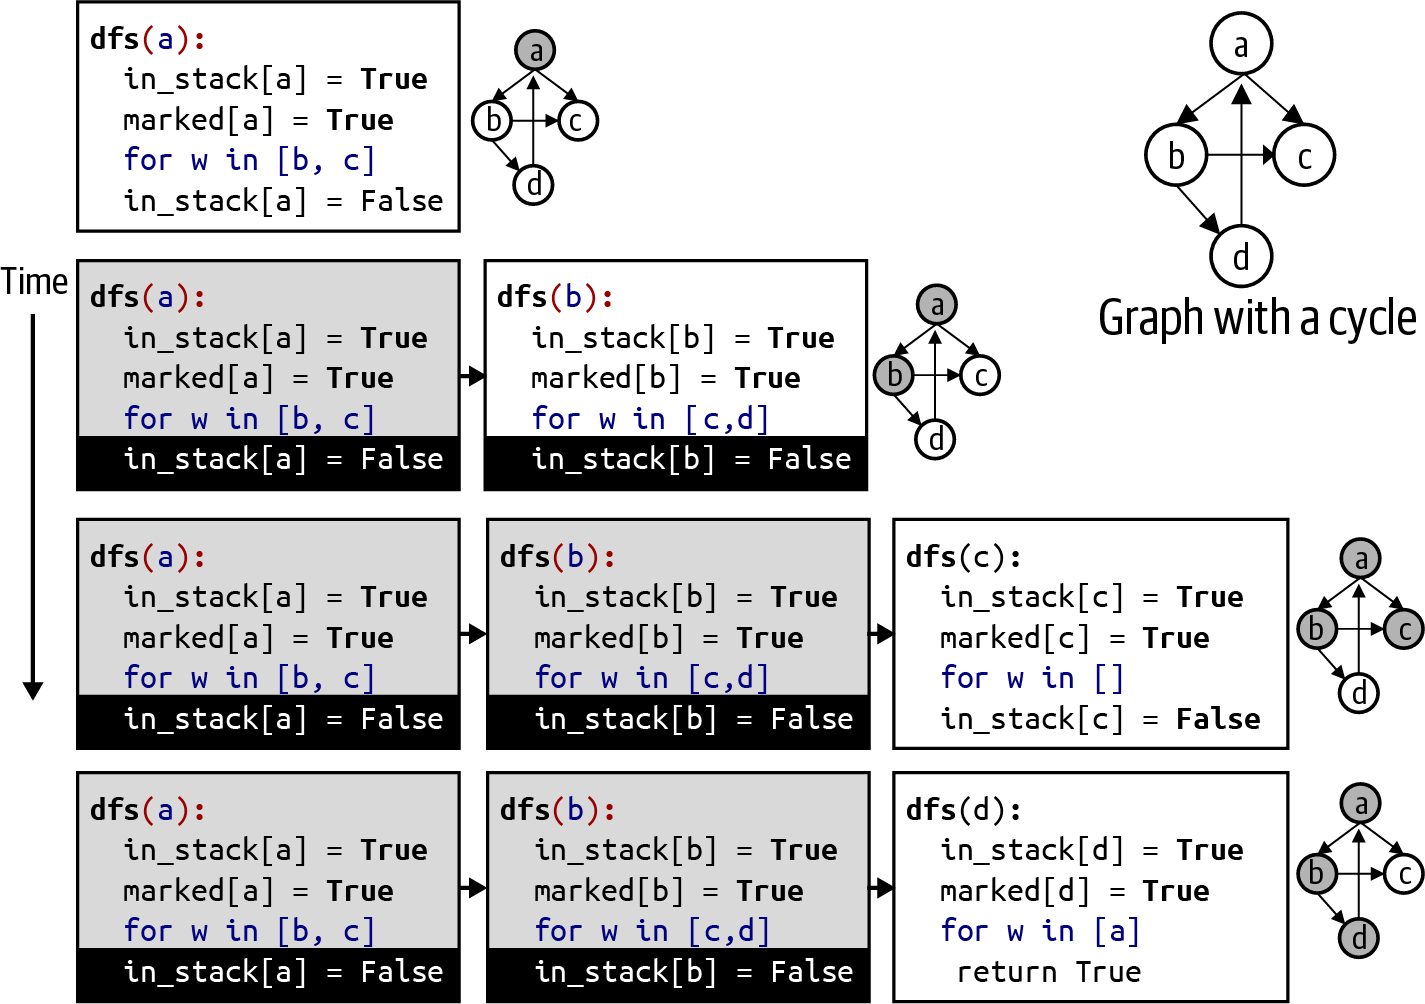 dfs(a):
in_stack[a] = True
marked[a] = True
for w in [b, c]
in_stack[a] = False
a
b
c
d
a
b
c
d
Graph with a cycle
Time
dfs(a):
in_stack[a] = True
marked[a] = True
for w in [b, c]
in_stack[a] = False
dfs(b):
in_stack[b] = True
marked[b] = True
for w in [c,d]
in_stack[b] = False
a
b
c
d
dfs(a):
in_stack[a] = True
marked[a] = True
for w in [b, c]
in_stack[a] = False
dfs(b):
in_stack[b] = True
marked[b] = True
for w in [c,d]
in_stack[b] = False
dfs(c):
in_stack[c] = True
marked[c] = True
for w in []
in_stack[c] = False
a
b
c
d
dfs(a):
in_stack[a] = True
marked[a] = True
for w in [b, c]
in_stack[a] = False
dfs(b):
in_stack[b] = True
marked[b] = True
for w in [c,d]
in_stack[b] = False
dfs(d):
in_stack[d] = True
marked[d] = True
for w in [a]
return True
a
b
c
d